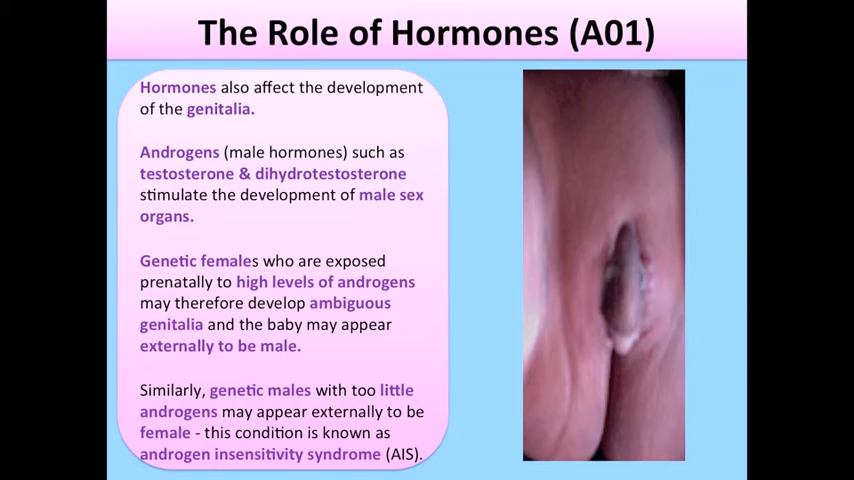 The Role of Hormones (A01)
Hormones also affect the development
of the genitalia.
Androgens (male hormones) such as
testosterone & dihydrotestosterone
stimulate the development of male sex
organs.
Genetic females who are exposed
prenatally to high levels of androgens
may therefore develop ambiguous
genitalia and the baby may appear
externally to be male.
Similarly, genetic males with too little
androgens may appear externally to be
female - this condition is known as
androgen insensitivity syndrome (AIS).